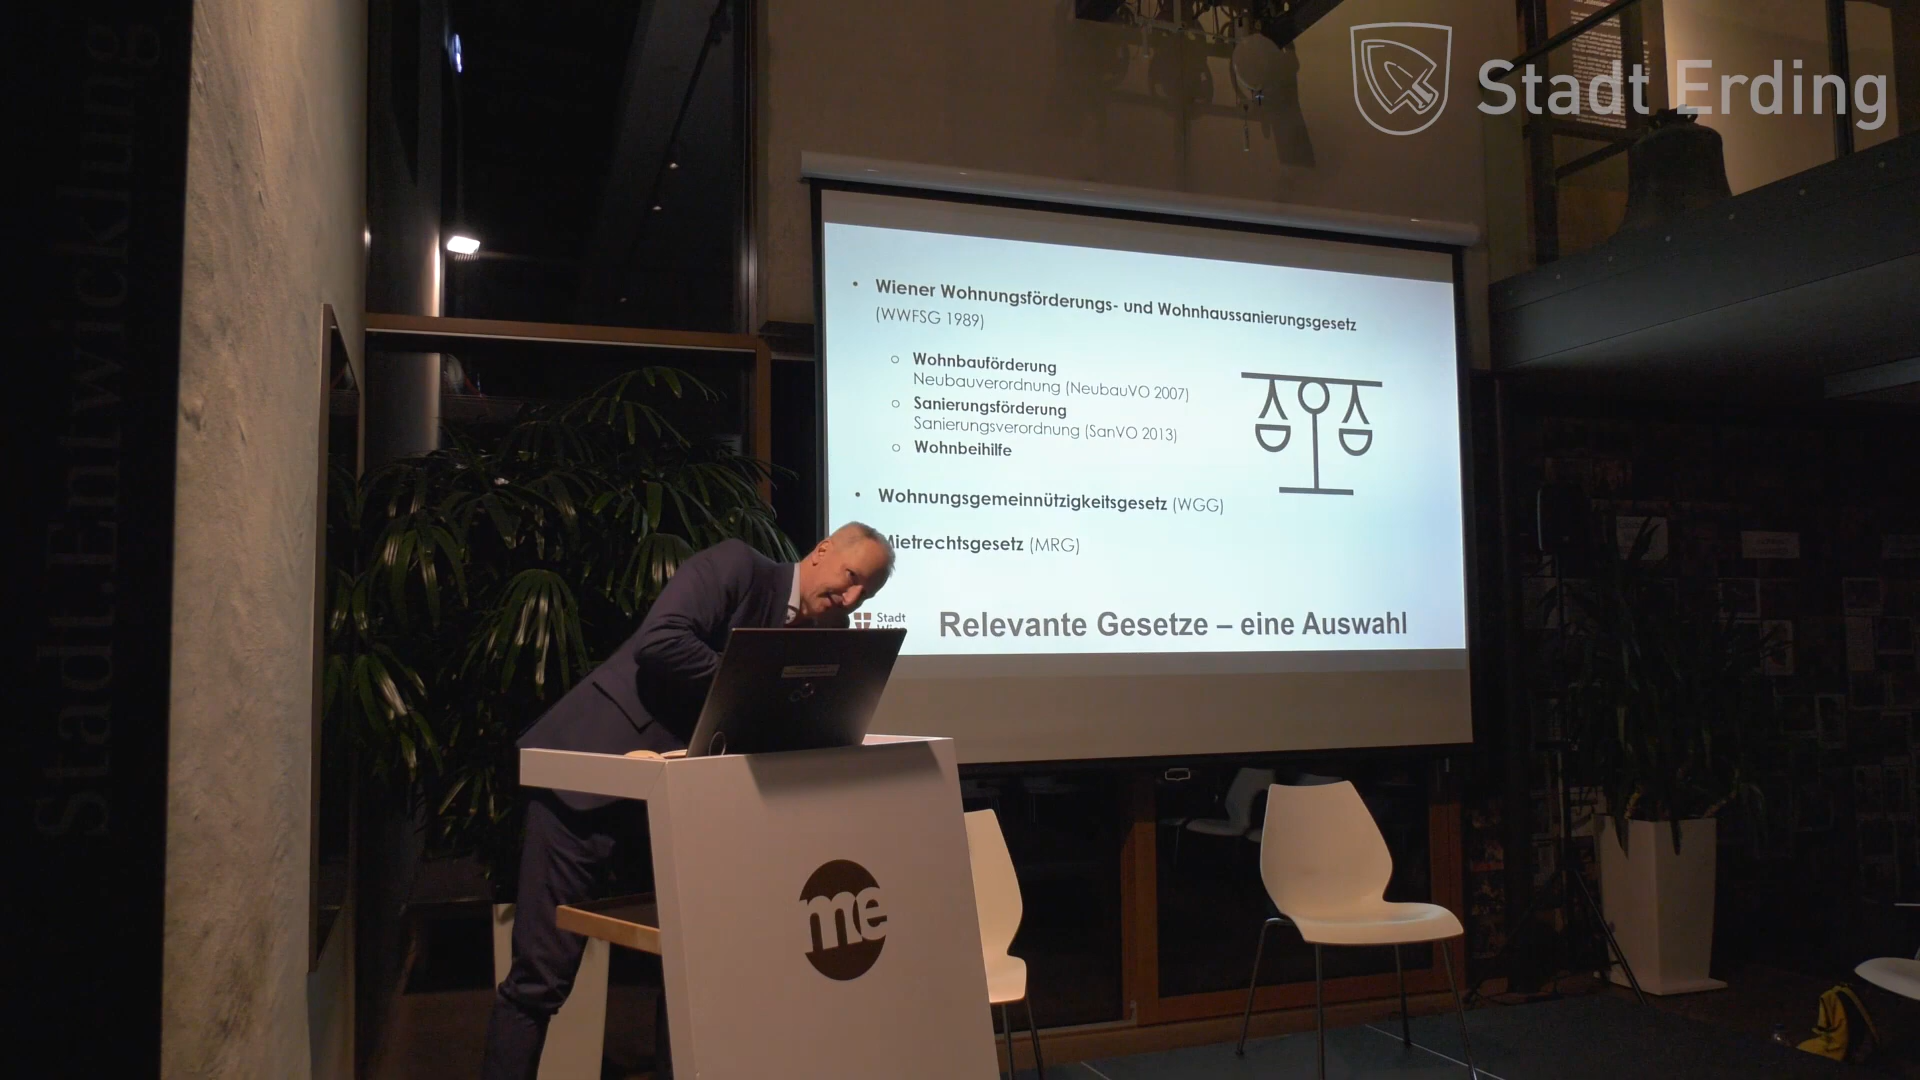 Stadt Erding
Stadt.Entwicklung
• Wiener Wohnungsförderungs- und Wohnhaussanierungsgesetz
(WWFSG 1989)
○ Wohnbauförderung
Neubauverordnung (NeubauVO 2007)
○ Sanierungsförderung
Sanierungsverordnung (SanVO 2013)
○ Wohnbeihilfe
• Wohnungsgemeinnützigkeitsgesetz (WGG)
Mietrechtsgesetz (MRG)
Stadt
Relevante Gesetze – eine Auswahl
me